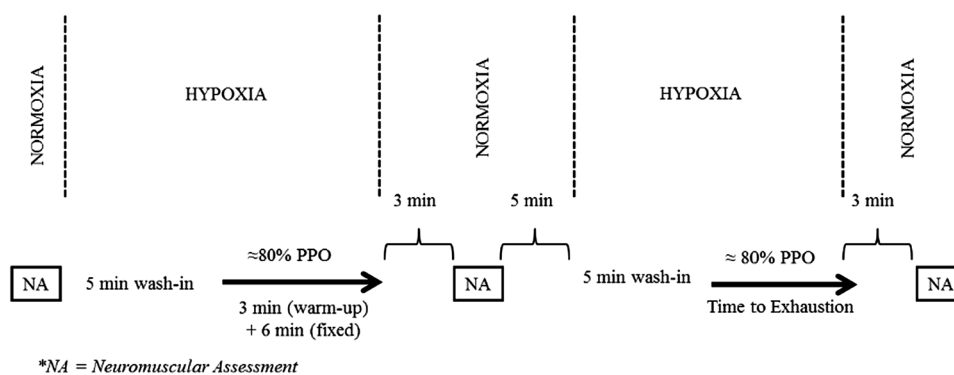 NORMOXIA
HYPOXIA
NORMOXIA
HYPOXIA
NORMOXIA
3 min
5 min
3 min
≈80% PPO
≈ 80% PPO
NA
5 min wash-in
NA
5 min wash-in
NA
3 min (warm-up)
+ 6 min (fixed)
Time to Exhaustion
*NA = Neuromuscular Assessment